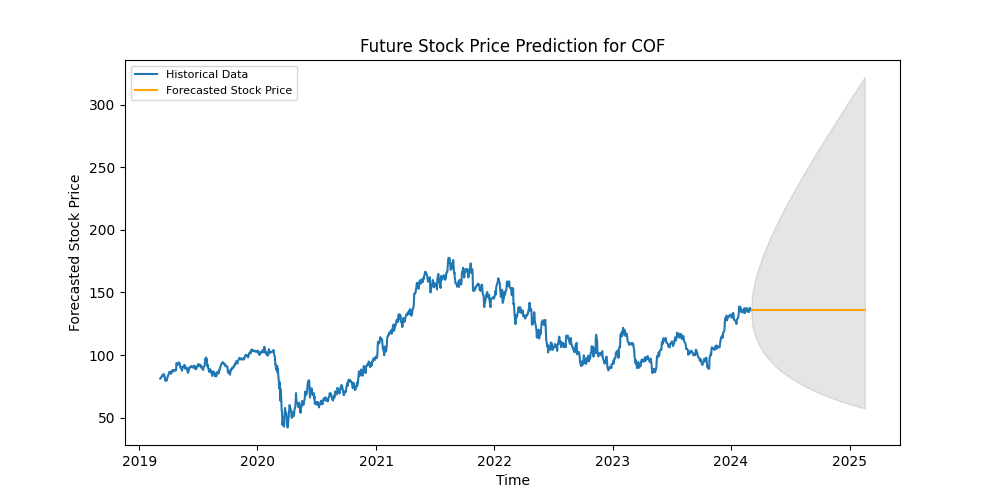 Future Stock Price Prediction for COF
Historical Data
Forecasted Stock Price
Forecasted Stock Price
300
250
200
150
100
50
2019
2020
2021
2022
2023
2024
2025
Time